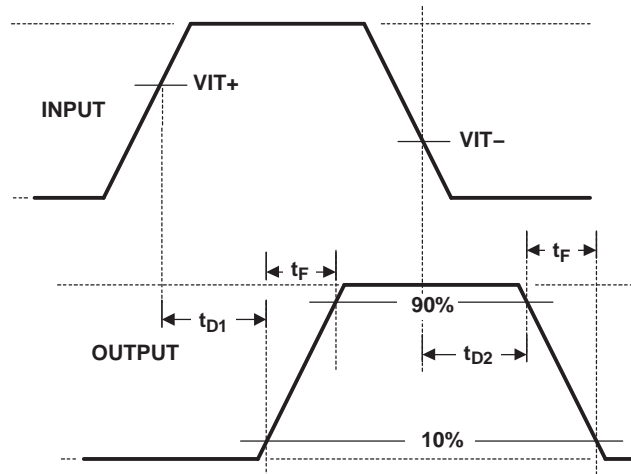 VIT+
INPUT
VIT–
tF
tF
90%
tD1
tD2
OUTPUT
10%